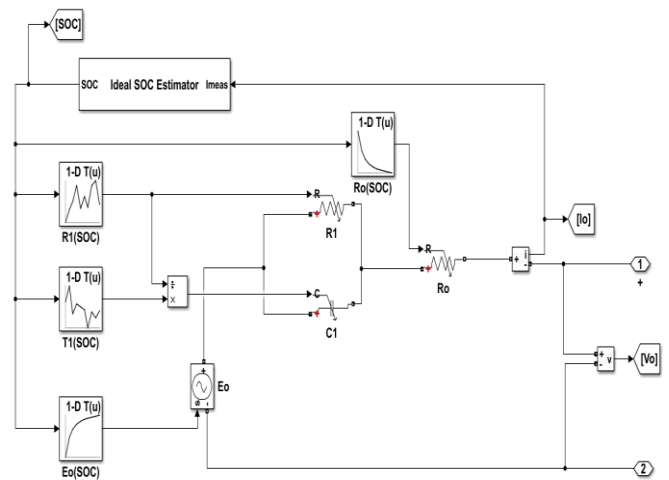 [SOC]
SOC Ideal SOC Estimator Imeas
1-D T(u)
Ro(SOC)
1-D T(u)
R1(SOC)
R
+
R1
[Io]
R
+
Ro
+ i -
1
+
1-D T(u)
T1(SOC)
÷
×
C
+
C1
+
S -
Eo
+
- v
[Vo]
1-D T(u)
Eo(SOC)
2